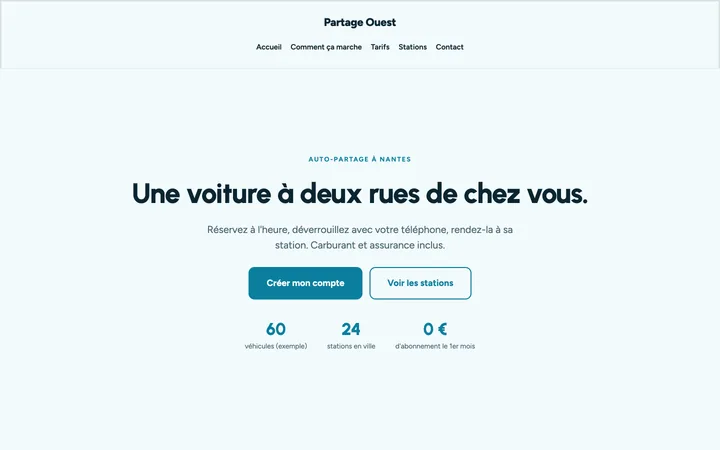 Partage Ouest
Accueil Comment ça marche Tarifs Stations Contact
AUTO-PARTAGE À NANTES
Une voiture à deux rues de chez vous.
Réservez à l'heure, déverrouillez avec votre téléphone, rendez-la à sa
station. Carburant et assurance inclus.
Créer mon compte Voir les stations
60 24 0 €
véhicules (exemple) stations en ville d'abonnement le 1er mois